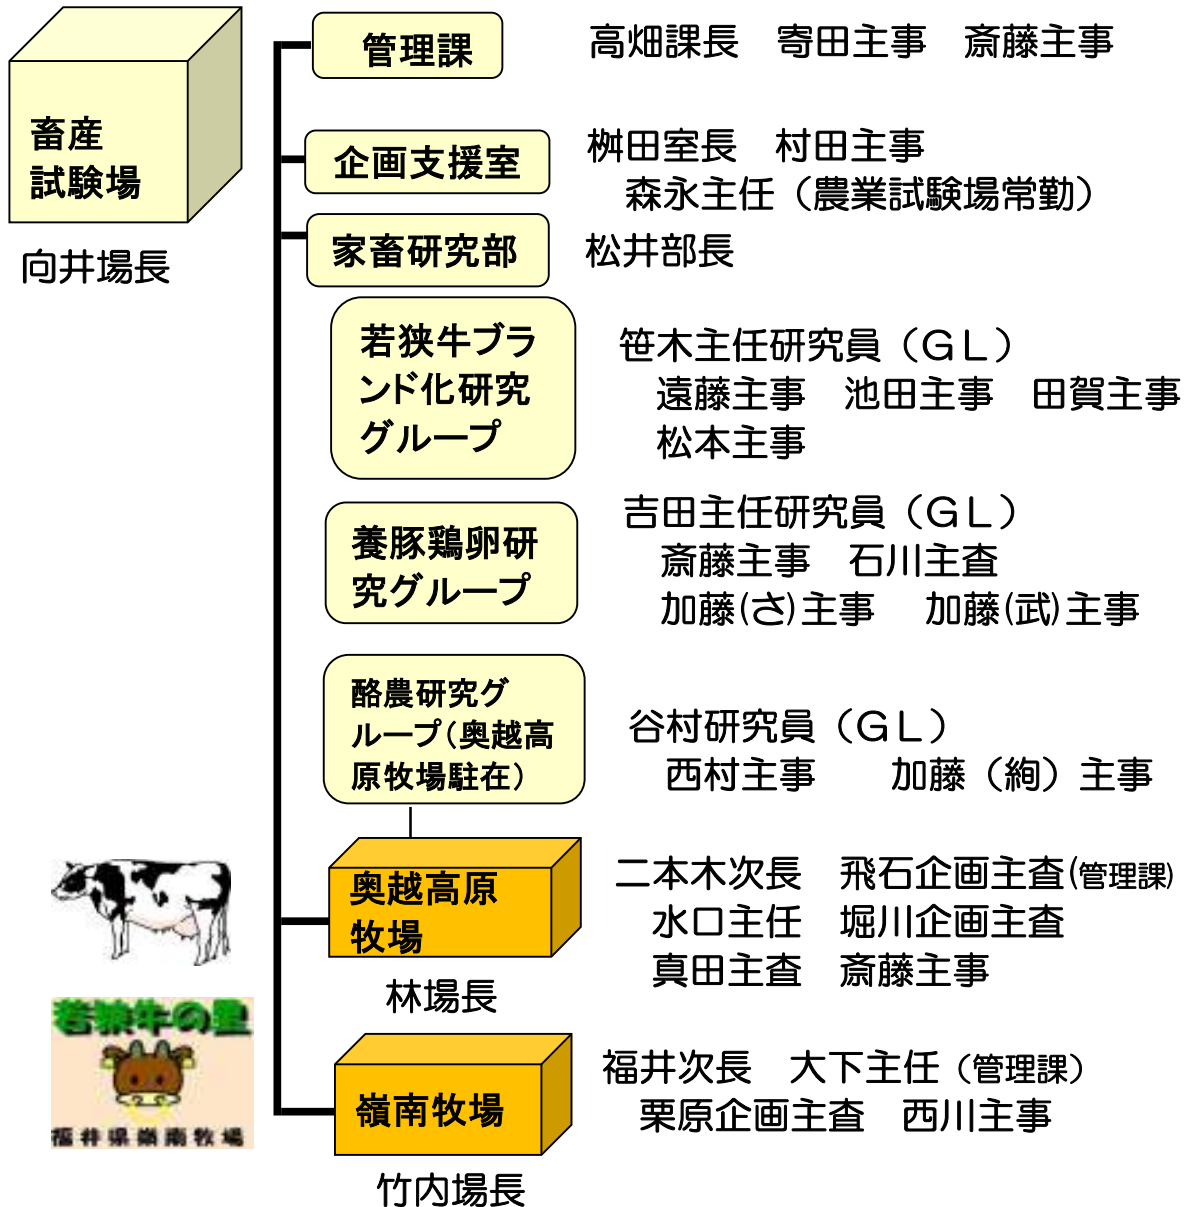 畜産
試験場
向井場長
管理課
高畑課長　寄田主事　斎藤主事
企画支援室
桝田室長　村田主事
森永主任（農業試験場常勤）
家畜研究部
松井部長
若狭牛ブラ
ンド化研究
グループ
笹木主任研究員（ＧＬ）
遠藤主事　池田主事　田賀主事
松本主事
養豚鶏卵研
究グループ
吉田主任研究員（ＧＬ）
斎藤主事　石川主査
加藤(さ)主事　加藤(武)主事
酪農研究グ
ループ（奥越高
原牧場駐在）
谷村研究員（ＧＬ）
西村主事　　加藤（絢）主事
奥越高原
牧場
林場長
二本木次長　飛石企画主査(管理課)
水口主任　堀川企画主査
真田主査　斎藤主事
若狭牛の里
福井県嶺南牧場
嶺南牧場
竹内場長
福井次長　大下主任（管理課）
栗原企画主査　西川主事